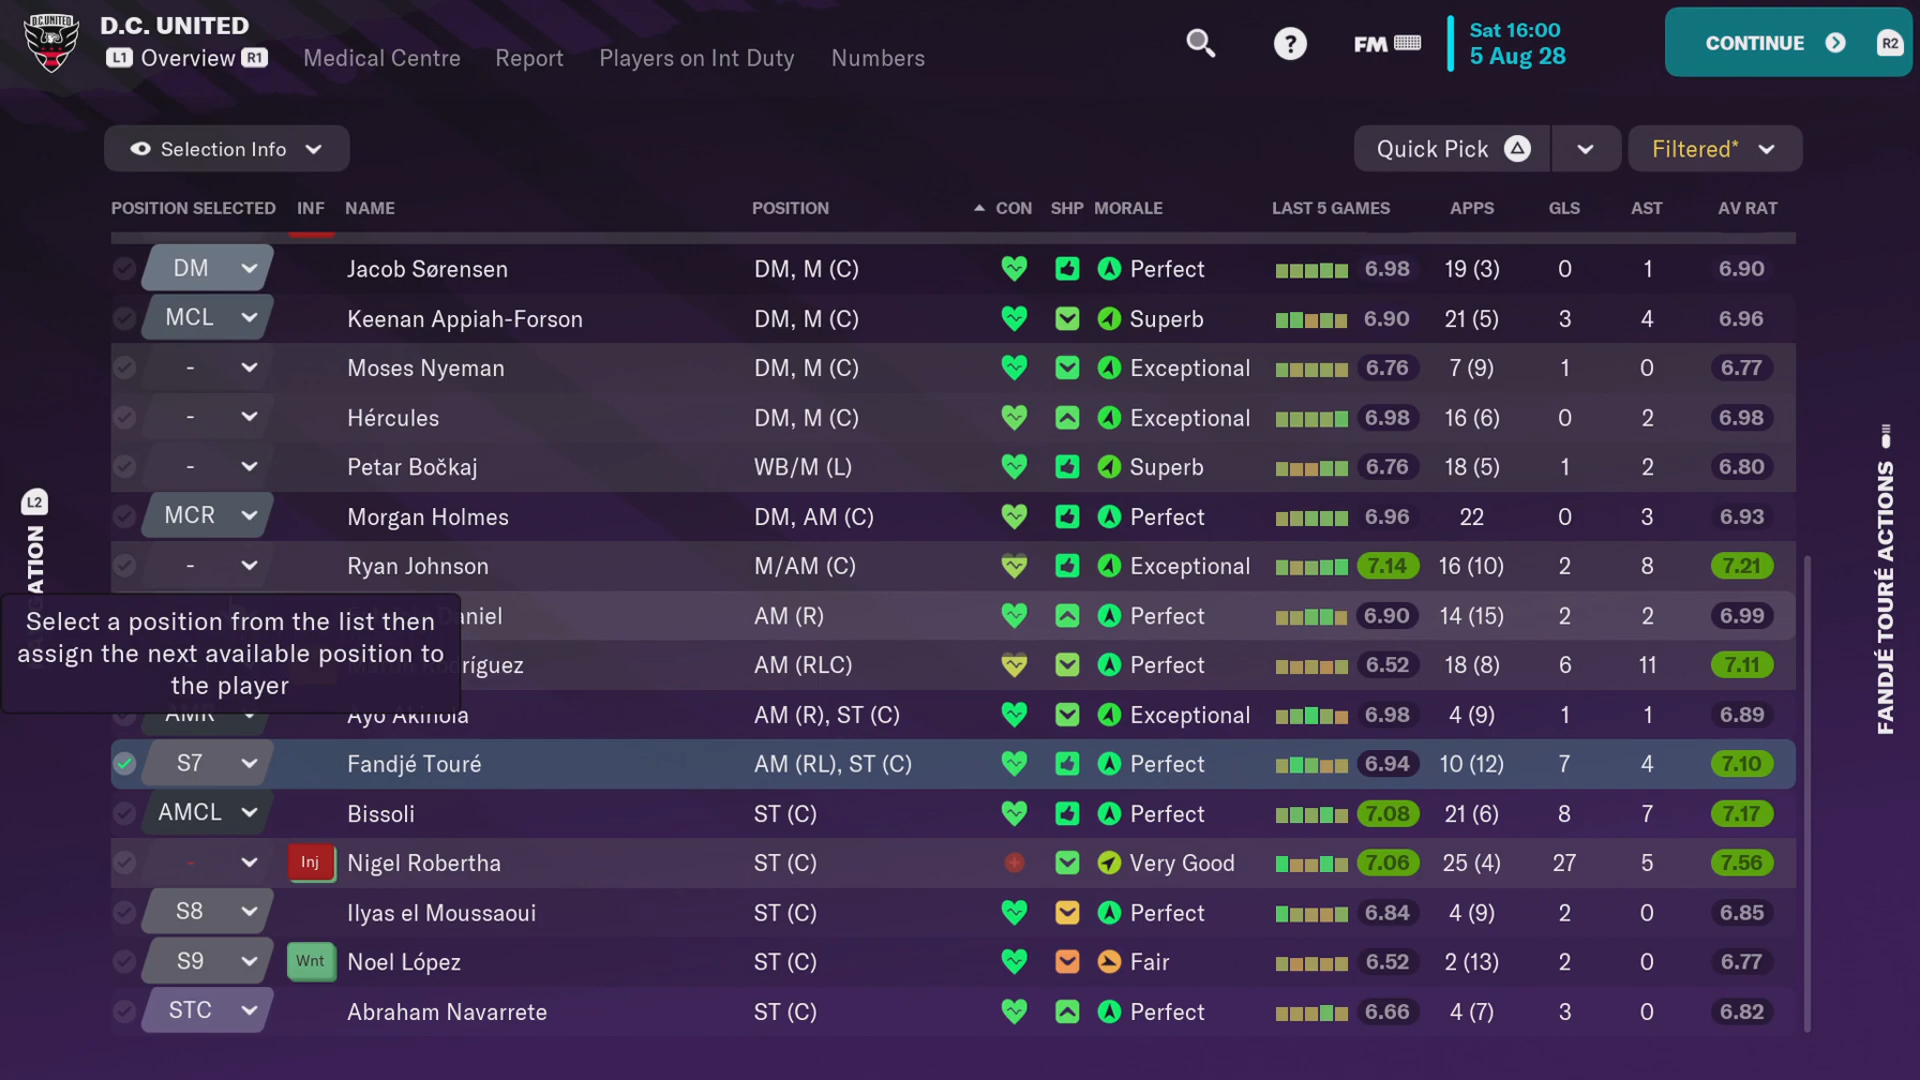 D.C. UNITED
L1 Overview R1 Medical Centre Report Players on Int Duty Numbers
FM
Sat 16:00
5 Aug 28
CONTINUE R2
Selection Info
Quick Pick
Filtered*
POSITION SELECTED INF NAME POSITION CON SHP MORALE LAST 5 GAMES APPS GLS AST AV RAT
DM Jacob Sørensen DM, M (C) Perfect 6.98 19 (3) 0 1 6.90
MCL Keenan Appiah-Forson DM, M (C) Superb 6.90 21 (5) 3 4 6.96
- Moses Nyeman DM, M (C) Exceptional 6.76 7 (9) 1 0 6.77
- Hércules DM, M (C) Exceptional 6.98 16 (6) 0 2 6.98
- Petar Bočkaj WB/M (L) Superb 6.76 18 (5) 1 2 6.80
MCR Morgan Holmes DM, AM (C) Perfect 6.96 22 0 3 6.93
- Ryan Johnson M/AM (C) Exceptional 7.14 16 (10) 2 8 7.21
Daniel AM (R) Perfect 6.90 14 (15) 2 2 6.99
Rodríguez AM (RLC) Perfect 6.52 18 (8) 6 11 7.11
AMR Ayo Akinola AM (R), ST (C) Exceptional 6.98 4 (9) 1 1 6.89
S7 Fandjé Touré AM (RL), ST (C) Perfect 6.94 10 (12) 7 4 7.10
AMCL Bissoli ST (C) Perfect 7.08 21 (6) 8 7 7.17
- Inj Nigel Robertha ST (C) Very Good 7.06 25 (4) 27 5 7.56
S8 Ilyas el Moussaoui ST (C) Perfect 6.84 4 (9) 2 0 6.85
S9 Wnt Noel López ST (C) Fair 6.52 2 (13) 2 0 6.77
STC Abraham Navarrete ST (C) Perfect 6.66 4 (7) 3 0 6.82
Select a position from the list then
assign the next available position to
the player
L2
FANDJÉ TOURÉ ACTIONS